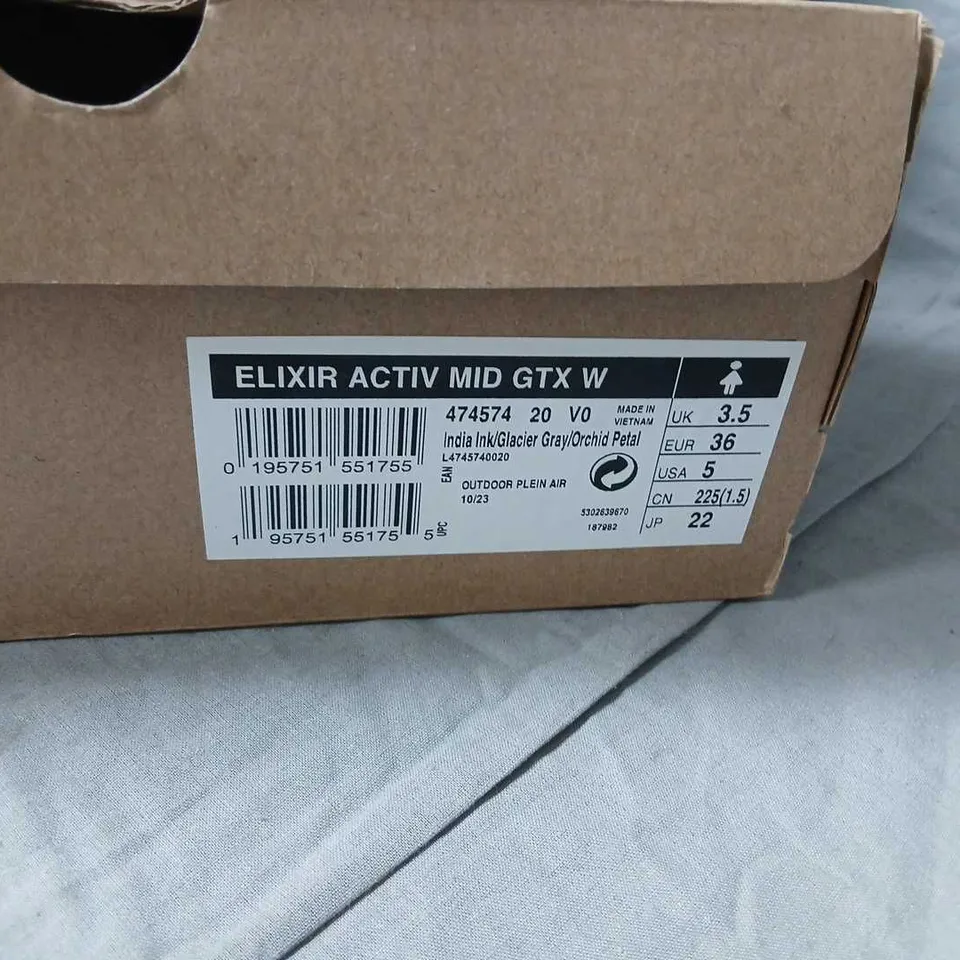 ELIXIR ACTIV MID GTX W
474574 20 V0 MADE IN VIETNAM
India Ink/Glacier Gray/Orchid Petal
L4745740020
0 195751 551755 EAN
OUTDOOR PLEIN AIR
10/23
5302639670
187982
1 95751 55175 5 UPC
UK 3.5
EUR 36
USA 5
CN 225(1.5)
JP 22